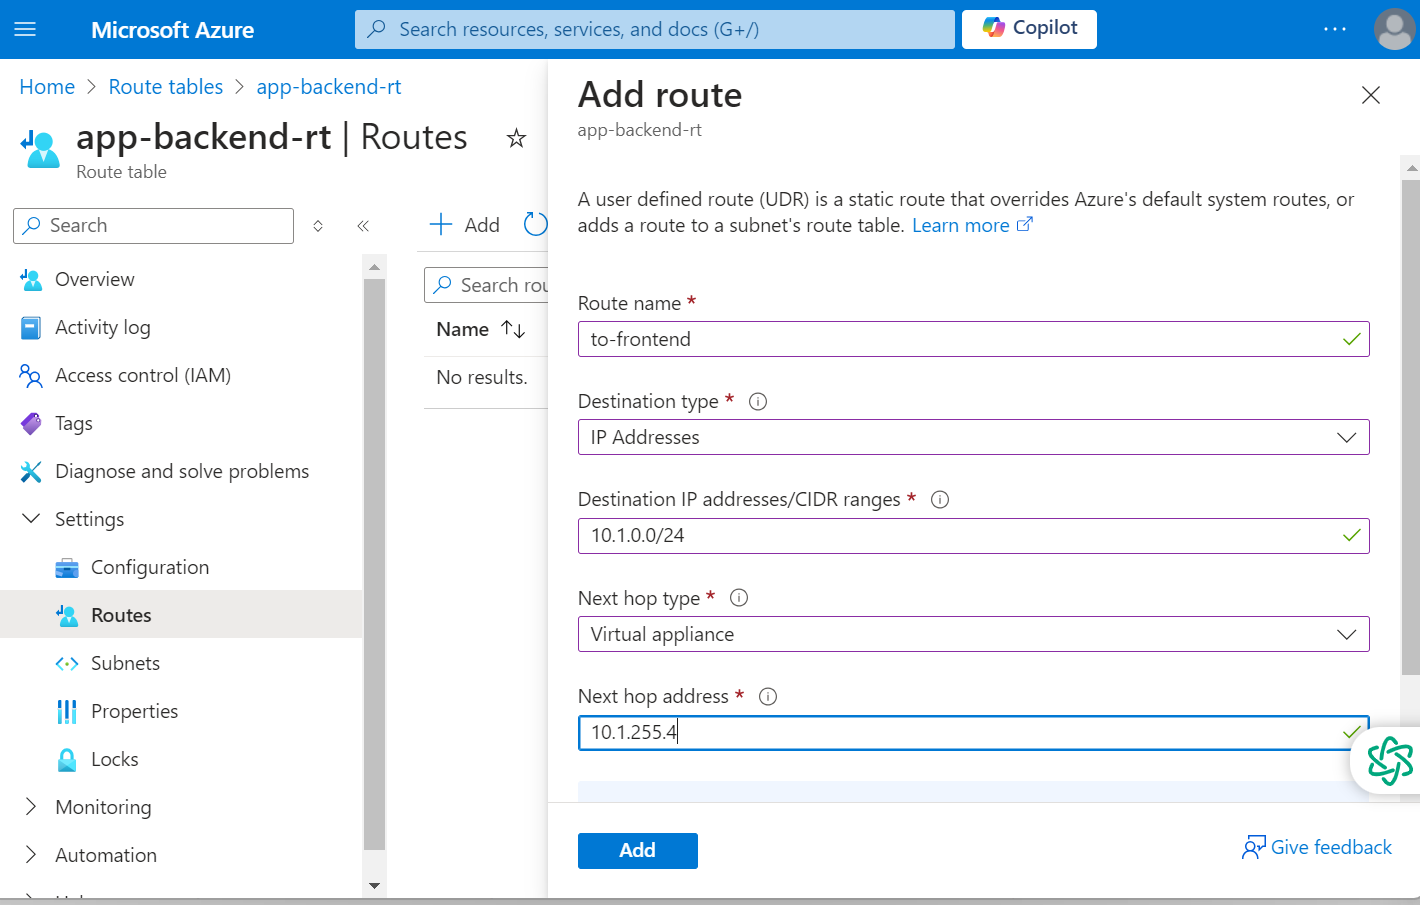 Microsoft Azure
Search resources, services, and docs (G+/)
Copilot
Home > Route tables > app-backend-rt
app-backend-rt | Routes
Route table
Search
Overview
Activity log
Access control (IAM)
Tags
Diagnose and solve problems
Settings
Configuration
Routes
Subnets
Properties
Locks
Monitoring
Automation
Add
Search rou
Name
No results.
Add route
app-backend-rt
A user defined route (UDR) is a static route that overrides Azure's default system routes, or
adds a route to a subnet's route table. Learn more
Route name *
to-frontend
Destination type *
IP Addresses
Destination IP addresses/CIDR ranges *
10.1.0.0/24
Next hop type *
Virtual appliance
Next hop address *
10.1.255.4
Add
Give feedback